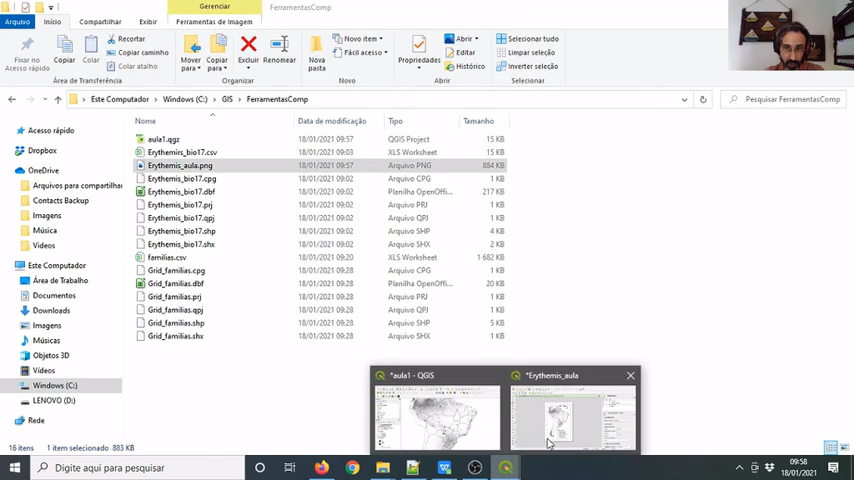 Gerenciar
FerramentasComp
Arquivo Início Compartilhar Exibir Ferramentas de Imagem
Fixar no Acesso rápido
Copiar
Colar
Recortar
Copiar caminho
Colar atalho
Mover para
Copiar para
Excluir
Renomear
Nova pasta
Novo item
Fácil acesso
Propriedades
Abrir
Editar
Histórico
Selecionar tudo
Limpar seleção
Inverter seleção
Área de Transferência
Organizar
Novo
Abrir
Selecionar
Este Computador > Windows (C:) > GIS > FerramentasComp
Pesquisar FerramentasComp
Nome Data de modificação Tipo Tamanho
aula1.qgz 18/01/2021 09:57 QGIS Project 15 KB
Erythemirs_bio17.csv 18/01/2021 09:03 XLS Worksheet 15 KB
Erythemis_aula.png 18/01/2021 09:57 Arquivo PNG 884 KB
Erythemis_bio17.cpg 18/01/2021 09:02 Arquivo CPG 1 KB
Erythemis_bio17.dbf 18/01/2021 09:02 Planilha OpenOffi... 217 KB
Erythemis_bio17.prj 18/01/2021 09:02 Arquivo PRJ 1 KB
Erythemis_bio17.qpj 18/01/2021 09:02 Arquivo QPJ 1 KB
Erythemis_bio17.shp 18/01/2021 09:02 Arquivo SHP 4 KB
Erythemis_bio17.shx 18/01/2021 09:02 Arquivo SHX 2 KB
familias.csv 18/01/2021 09:20 XLS Worksheet 1 682 KB
Grid_familias.cpg 18/01/2021 09:28 Arquivo CPG 1 KB
Grid_familias.dbf 18/01/2021 09:28 Planilha OpenOffi... 20 KB
Grid_familias.prj 18/01/2021 09:28 Arquivo PRJ 1 KB
Grid_familias.qpj 18/01/2021 09:28 Arquivo QPJ 1 KB
Grid_familias.shp 18/01/2021 09:28 Arquivo SHP 5 KB
Grid_familias.shx 18/01/2021 09:28 Arquivo SHX 1 KB
Acesso rápido
Dropbox
OneDrive
Arquivos para compartilha
Contacts Backup
Imagens
Música
Vídeos
Este Computador
Área de Trabalho
Documentos
Downloads
Imagens
Músicas
Objetos 3D
Vídeos
Windows (C:)
LENOVO (D:)
Rede
*aula1 - QGIS
*Erythemis_aula
16 itens 1 item selecionado 883 KB
Digite aqui para pesquisar
09:58
18/01/2021